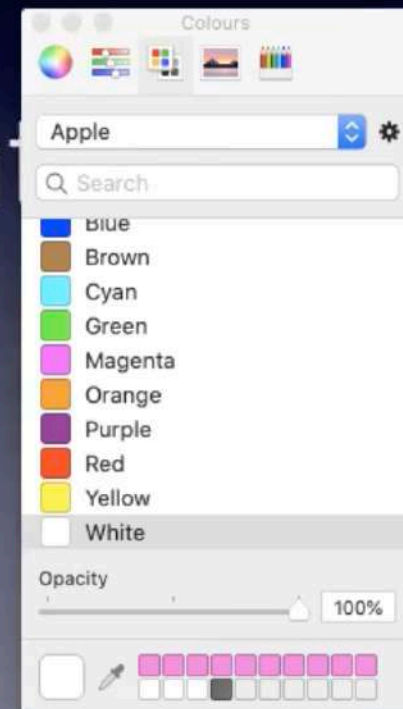 Colours
Apple
Search
Blue
Brown
Cyan
Green
Magenta
Orange
Purple
Red
Yellow
White
Opacity
100%